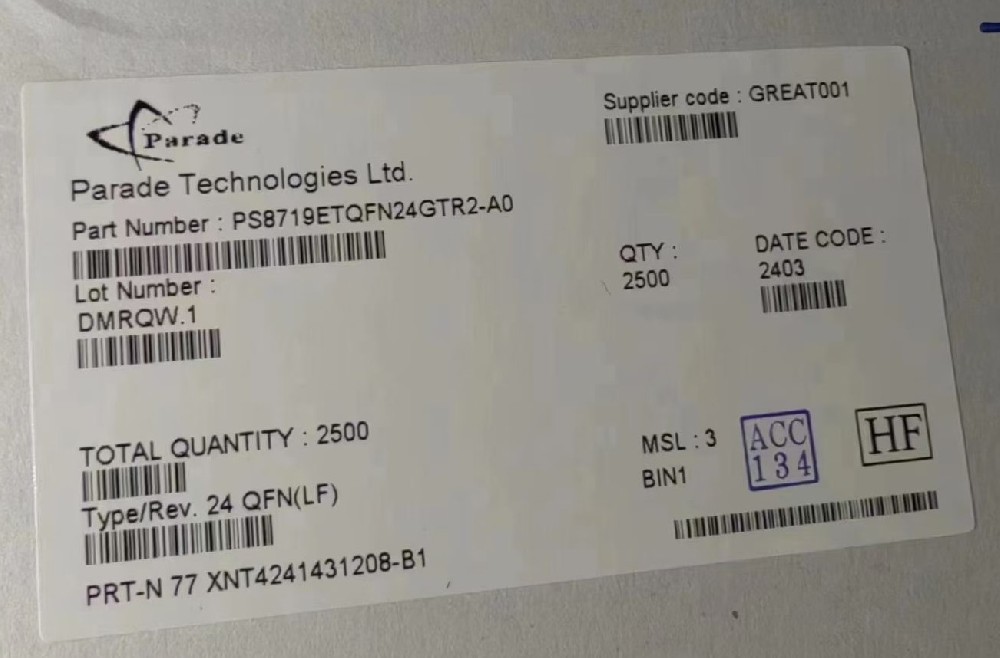 Parade
Supplier code : GREAT001
Parade Technologies Ltd.
Part Number : PS8719ETQFN24GTR2-A0
Lot Number :
DMRQW.1
QTY :
2500
DATE CODE :
2403
TOTAL QUANTITY : 2500
Type/Rev. 24 QFN(LF)
MSL : 3
BIN1
ACC
134
HF
PRT-N 77 XNT4241431208-B1